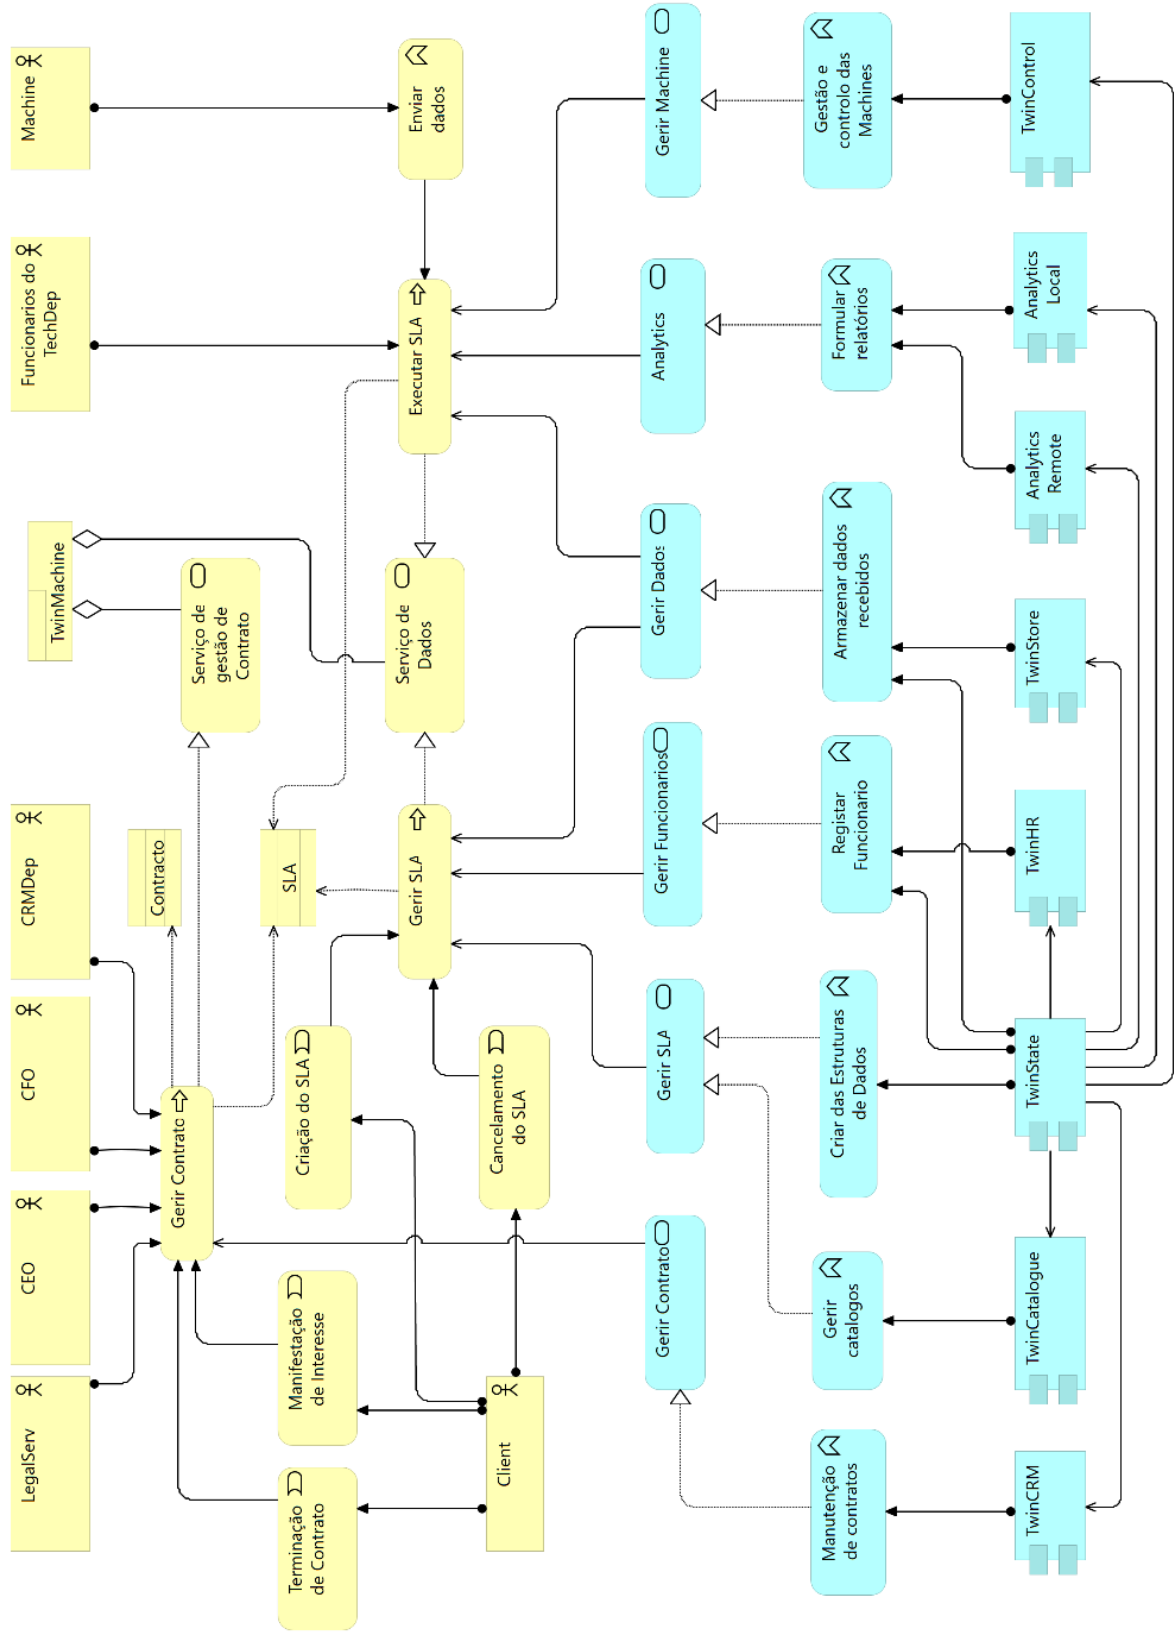 LegalServ
CEO
CFO
CRMDep
TwinMachine
Funcionarios do
TechDep
Machine
Contracto
Gerir Contrato
Serviço de
gestão de
Contrato
SLA
Terminação
de Contrato
Manifestação
de Interesse
Criação do SLA
Gerir SLA
Serviço de
Dados
Executar SLA
Enviar
dados
Client
Cancelamento
do SLA
Gerir Contrato
Gerir SLA
Gerir Funcionarios
Gerir Dados
Analytics
Gerir Machine
Manutenção
de contratos
Gerir
catalogos
Criar das Estruturas
de Dados
Registar
Funcionario
Armazenar dados
recebidos
Formular
relatórios
Gestão e
controlo das
Machines
TwinCRM
TwinCatalogue
TwinState
TwinHR
TwinStore
Analytics
Remote
Analytics
Local
TwinControl